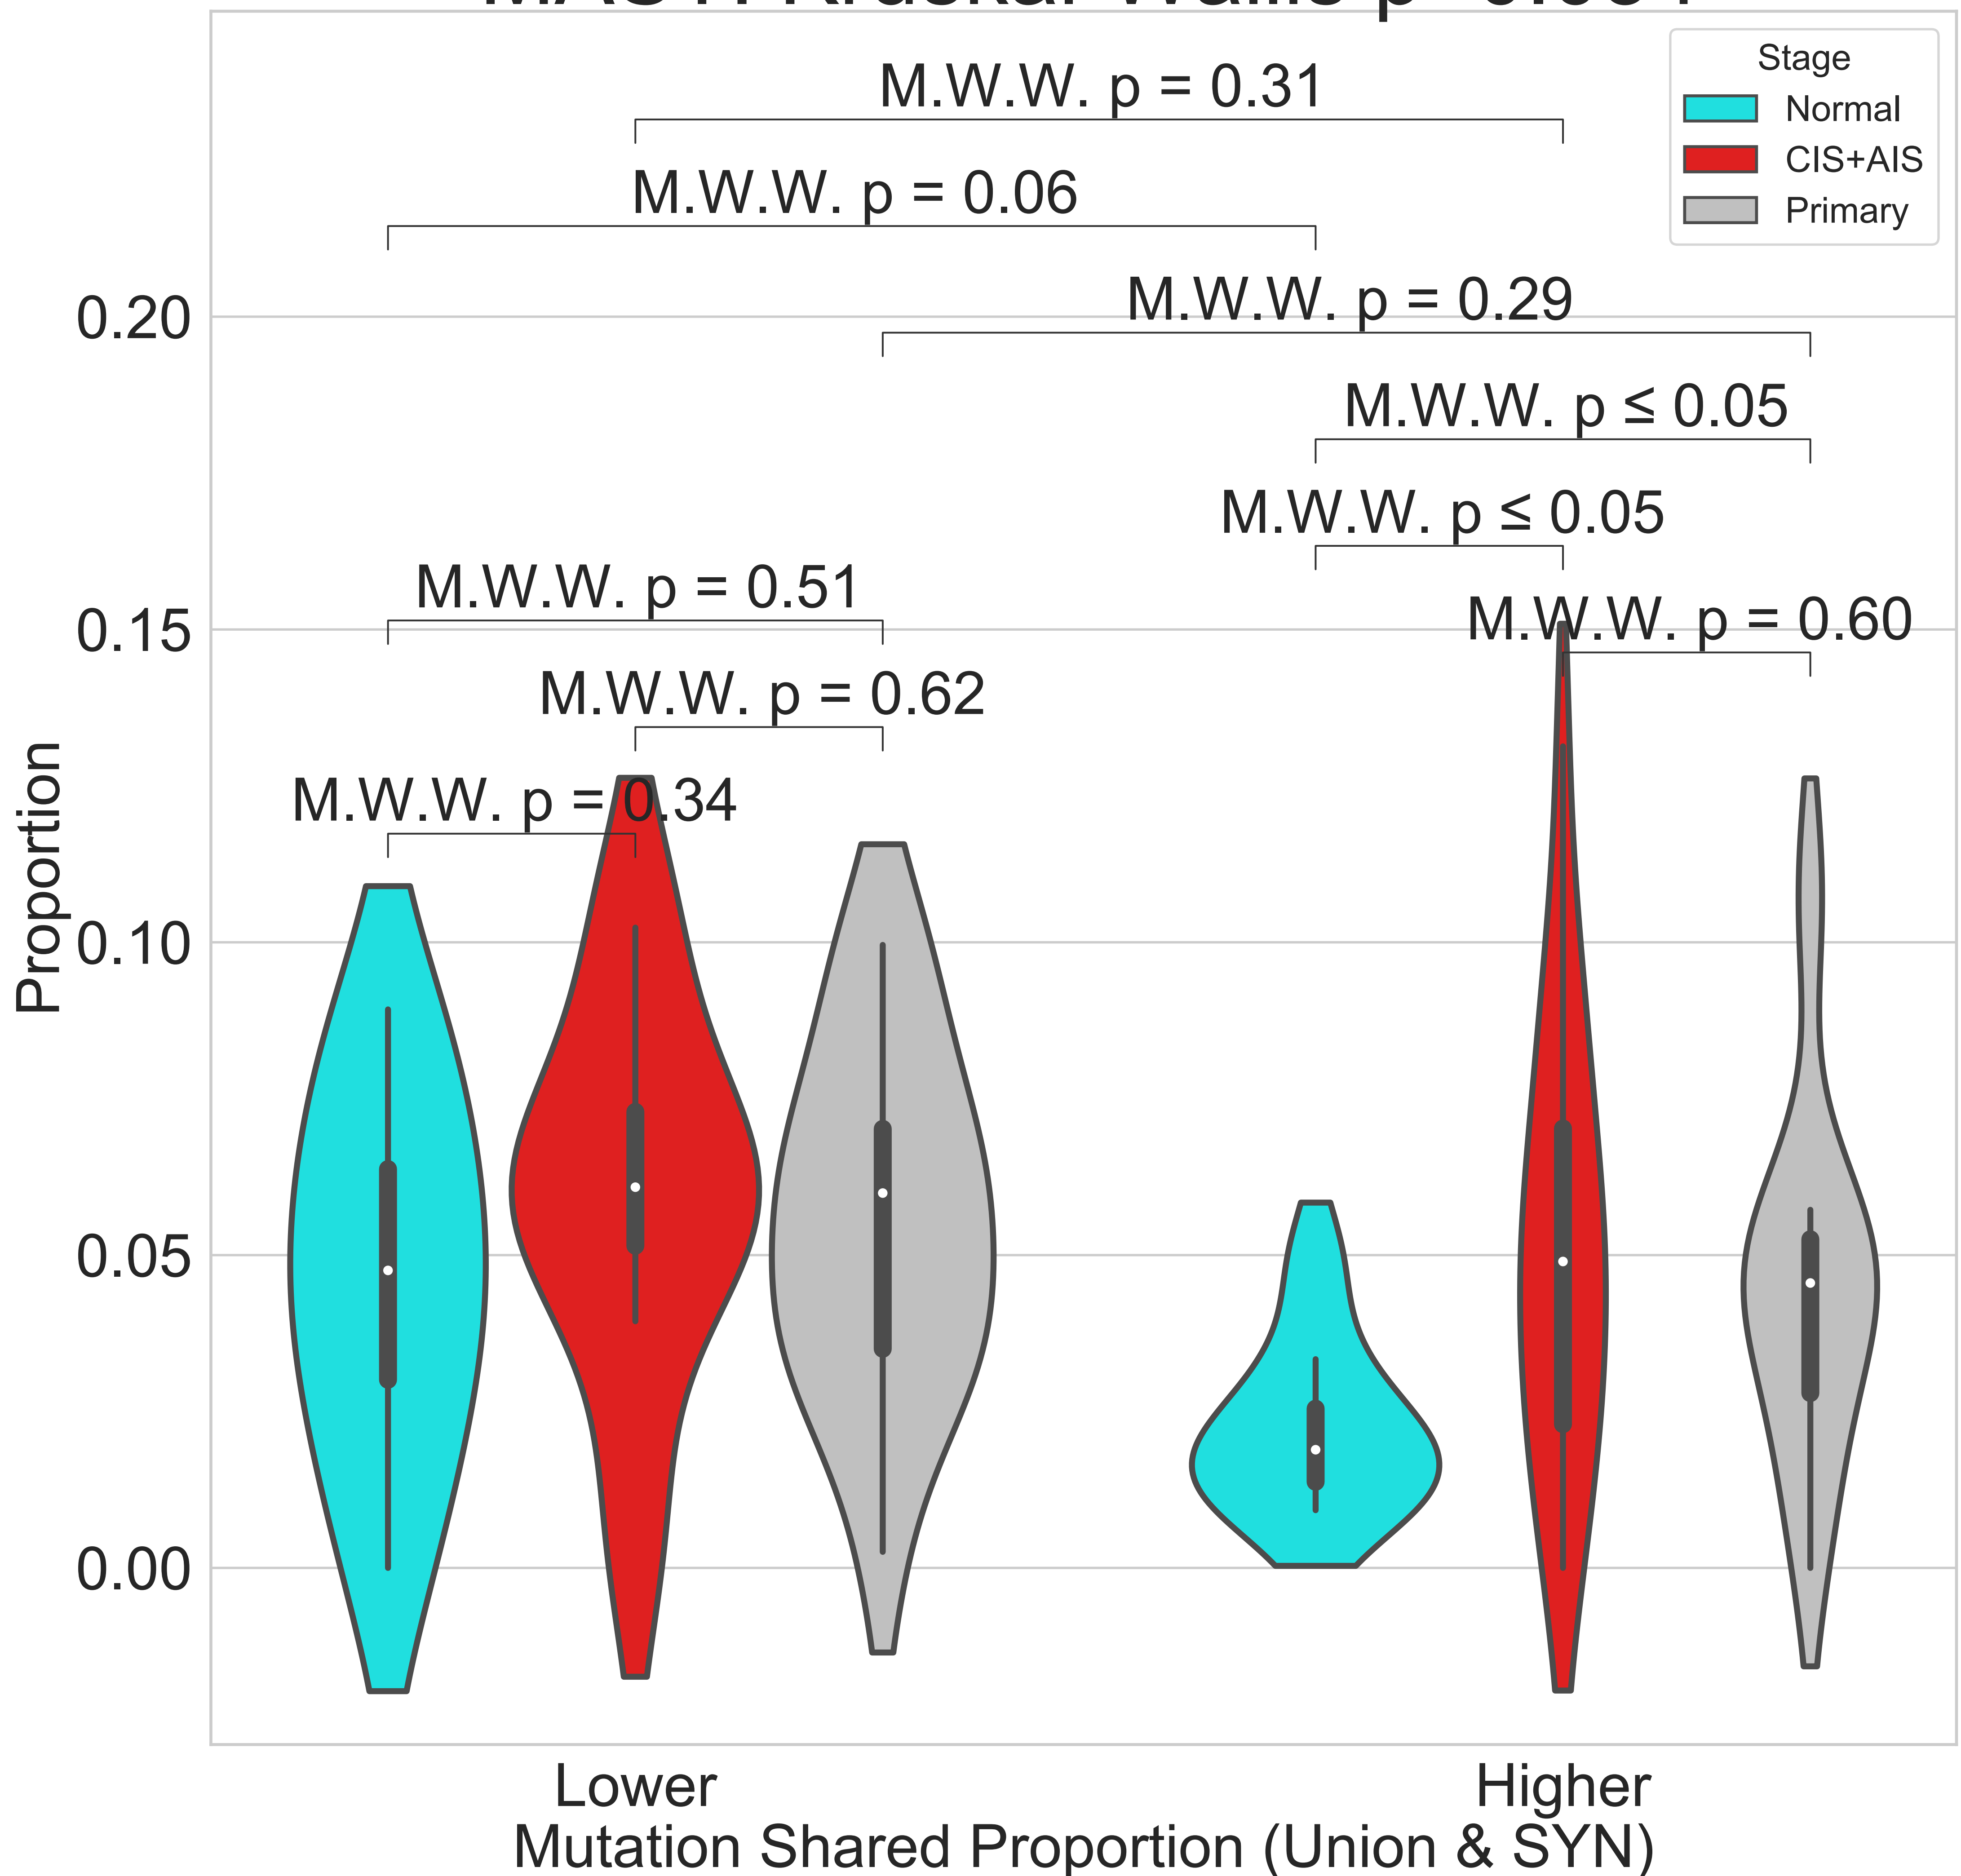 Stage
Normal
CIS+AIS
Primary
M.W.W. p = 0.31
M.W.W. p = 0.06
M.W.W. p = 0.29
M.W.W. p ≤ 0.05
M.W.W. p ≤ 0.05
M.W.W. p = 0.51
M.W.W. p = 0.60
M.W.W. p = 0.62
M.W.W. p = 0.34
0.20
0.15
0.10
0.05
0.00
Proportion
Lower
Higher
Mutation Shared Proportion (Union & SYN)